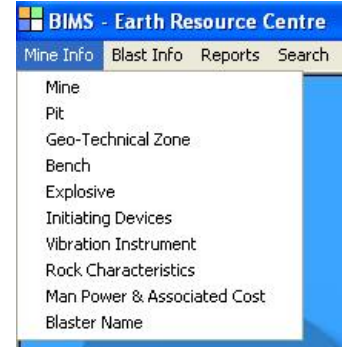 BIMS - Earth Resource Centre
Mine Info Blast Info Reports Search
Mine
Pit
Geo-Technical Zone
Bench
Explosive
Initiating Devices
Vibration Instrument
Rock Characteristics
Man Power & Associated Cost
Blaster Name